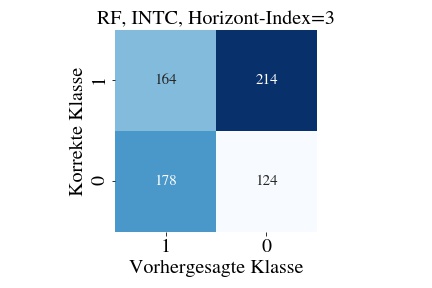 RF, INTC, Horizont-Index=3
Korrekte Klasse
1
164
214
0
178
124
1
0
Vorhergesagte Klasse